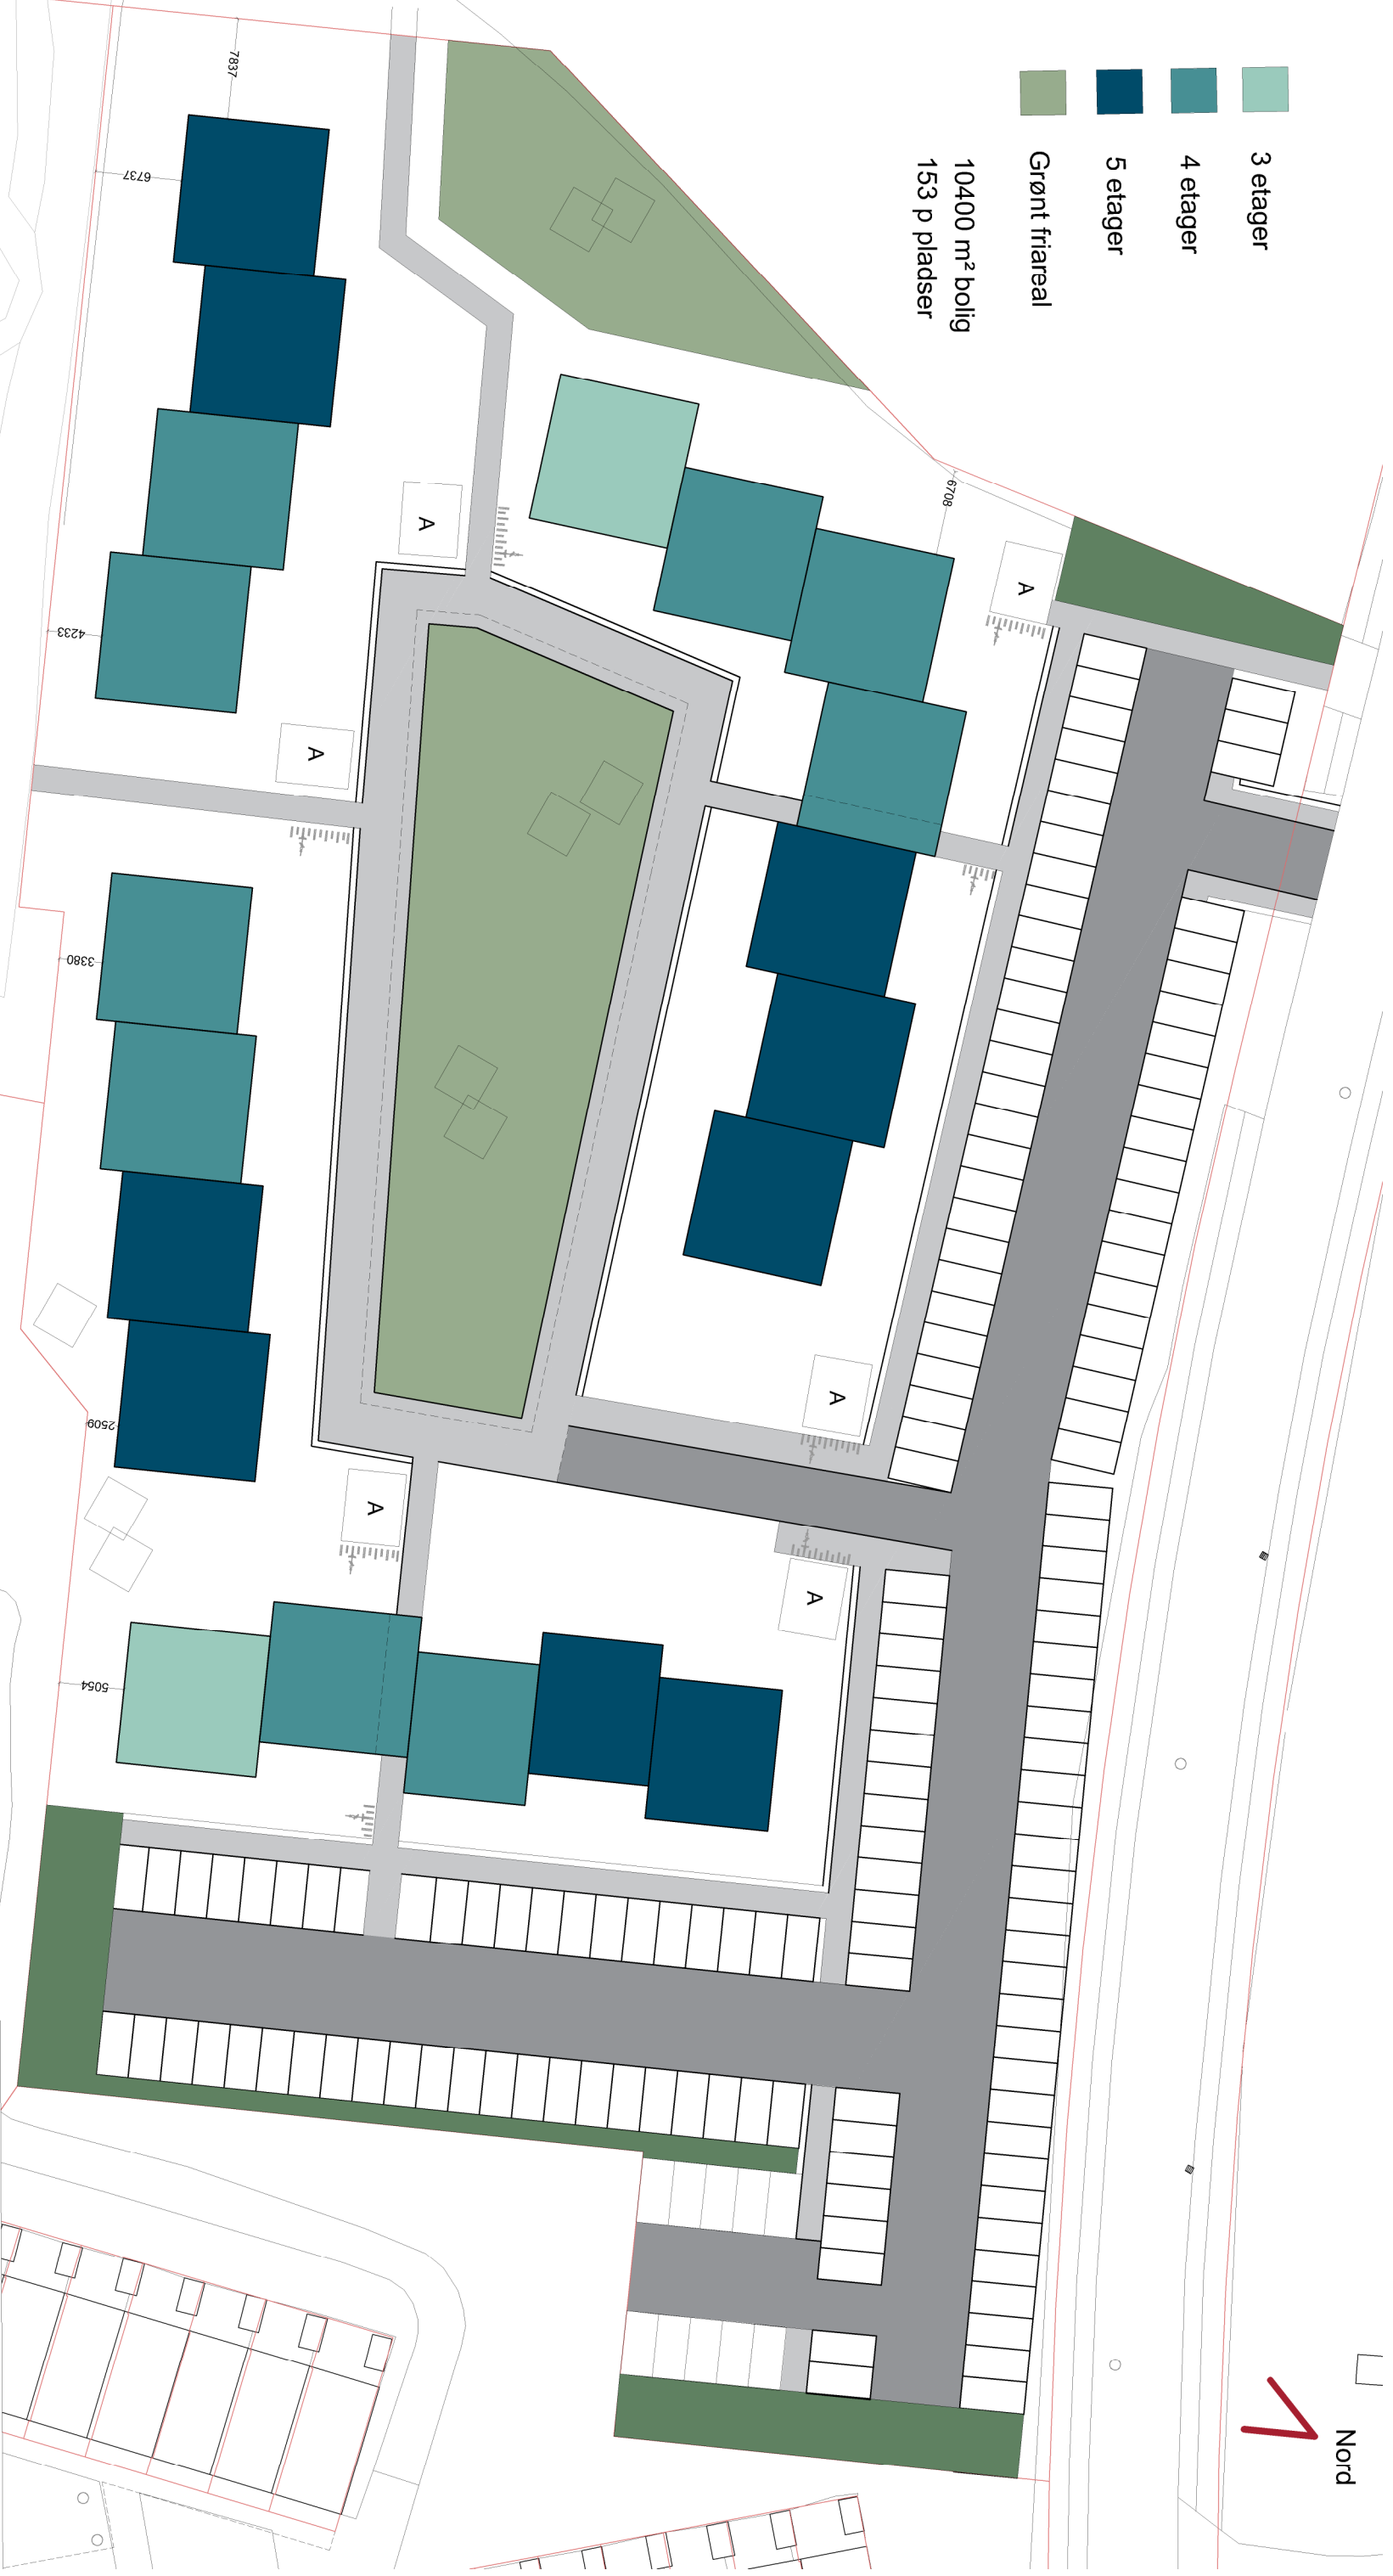 3 etager
4 etager
5 etager
Grønt friareal
10400 m² bolig
153 p pladser
7837
6737
6708
A
A
4233
A
3380
A
2509
A
A
5054
Nord